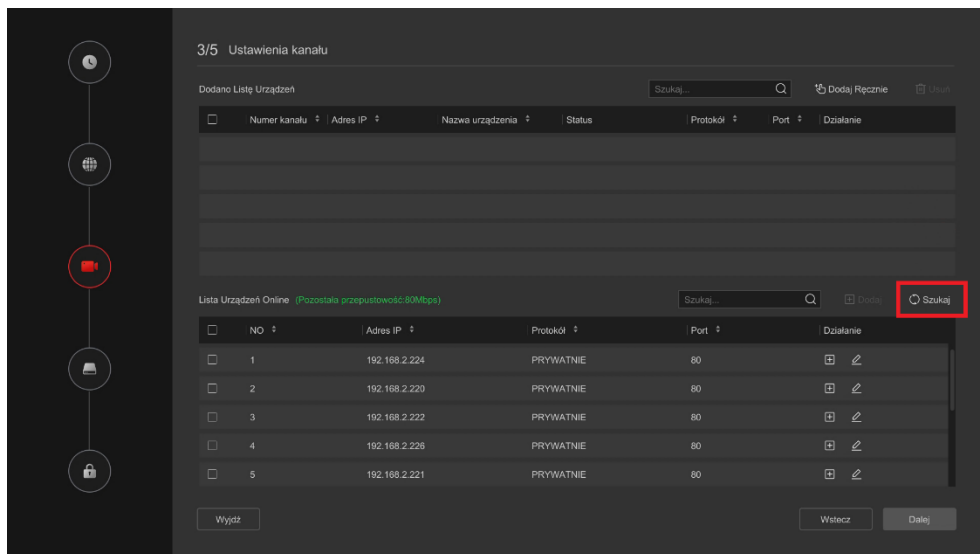 3/5 Ustawienia kanału
Dodano Listę Urządzeń Szukaj... Dodaj Ręcznie Usuń
Numer kanału Adres IP Nazwa urządzenia Status Protokół Port Działanie
Lista Urządzeń Online (Pozostała przepustowość:80Mbps) Szukaj... Dodaj Szukaj
NO Adres IP Protokół Port Działanie
1 192.168.2.224 PRYWATNIE 80
2 192.168.2.220 PRYWATNIE 80
3 192.168.2.222 PRYWATNIE 80
4 192.168.2.226 PRYWATNIE 80
5 192.168.2.221 PRYWATNIE 80
Wyjdź Wstecz Dalej